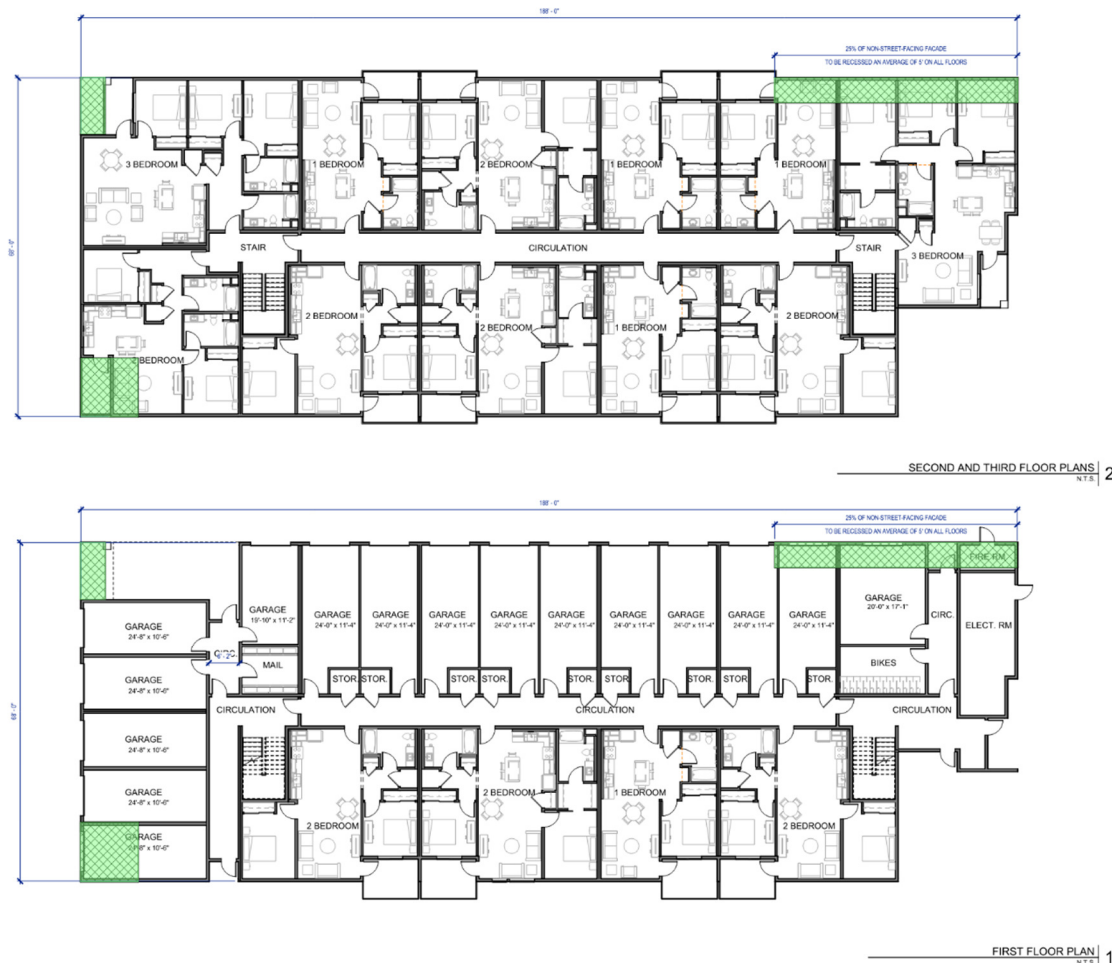 188' - 0"
25% OF NON-STREET-FACING FACADE
TO BE RECESSED AN AVERAGE OF 5' ON ALL FLOORS
3 BEDROOM
1 BEDROOM
2 BEDROOM
1 BEDROOM
1 BEDROOM
68' - 0"
STAIR
CIRCULATION
STAIR
3 BEDROOM
2 BEDROOM
2 BEDROOM
1 BEDROOM
2 BEDROOM
BEDROOM
SECOND AND THIRD FLOOR PLANS
N.T.S.
2
188' - 0"
25% OF NON-STREET-FACING FACADE
TO BE RECESSED AN AVERAGE OF 5' ON ALL FLOORS
FIRE RM
GARAGE
20'-0" x 17'-1"
GARAGE
24'-8" x 10'-6"
GARAGE
19'-10" x 11'-2"
GARAGE
24'-0" x 11'-4"
GARAGE
24'-0" x 11'-4"
GARAGE
24'-0" x 11'-4"
GARAGE
24'-0" x 11'-4"
GARAGE
24'-0" x 11'-4"
GARAGE
24'-0" x 11'-4"
GARAGE
24'-0" x 11'-4"
GARAGE
24'-0" x 11'-4"
GARAGE
24'-0" x 11'-4"
CIRC.
ELECT. RM
MAIL
BIKES
GARAGE
24'-8" x 10'-6"
STOR.
STOR.
STOR.
STOR.
STOR.
STOR.
STOR.
STOR.
68' - 0"
CIRCULATION
CIRCULATION
CIRCULATION
GARAGE
24'-8" x 10'-6"
GARAGE
24'-8" x 10'-6"
2 BEDROOM
1 BEDROOM
2 BEDROOM
2 BEDROOM
GARAGE
FIRST FLOOR PLAN
N.T.S.
1